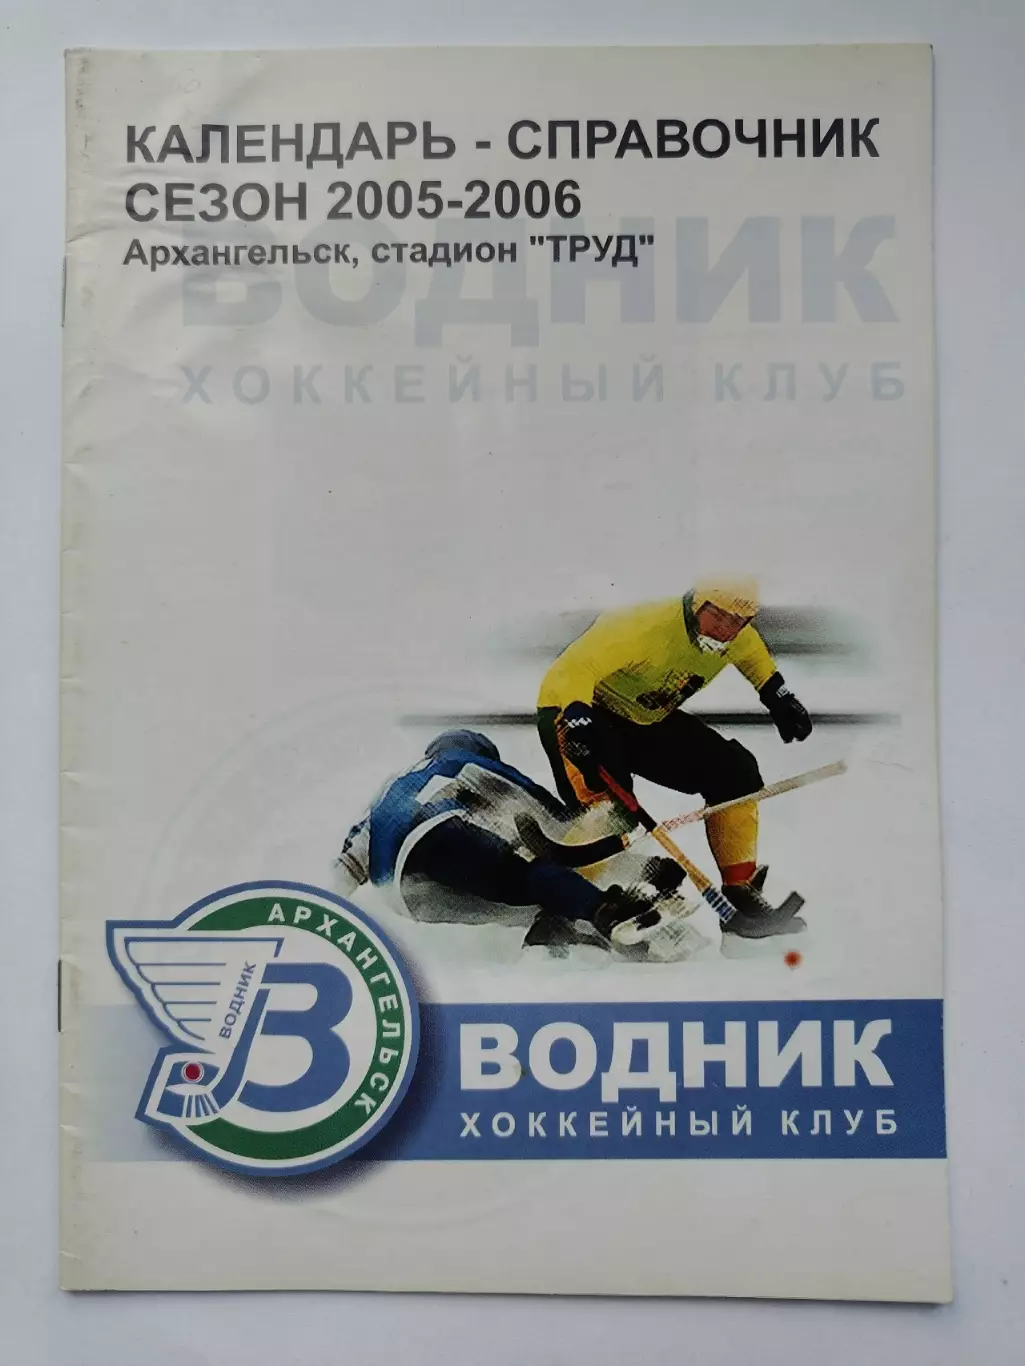 КАЛЕНДАРЬ - СПРАВОЧНИК
СЕЗОН 2005-2006
Архангельск, стадион "ТРУД"
ВОДНИК
ХОККЕЙНЫЙ КЛУБ
АРХАНГЕЛЬСК
ВОДНИК
В
ВОДНИК
ХОККЕЙНЫЙ КЛУБ